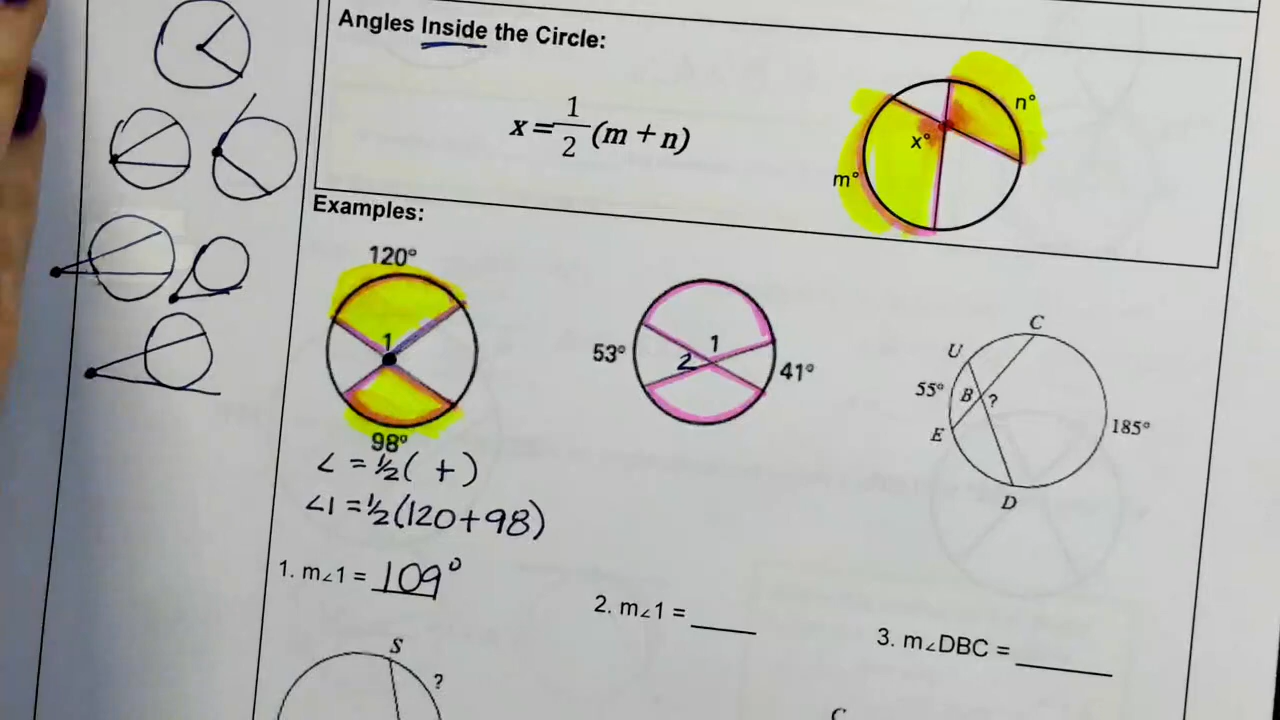 Angles Inside the Circle:
x = 1/2 (m + n)
n°
x°
m°
Examples:
120°
1
98°
∠ = ½( + )
∠1 = ½(120+98)
1. m∠1 = 109°
53°
1
2
41°
2. m∠1 = ____
C
U
55°
B
?
E
185°
D
3. m∠DBC = ______
S
?
C